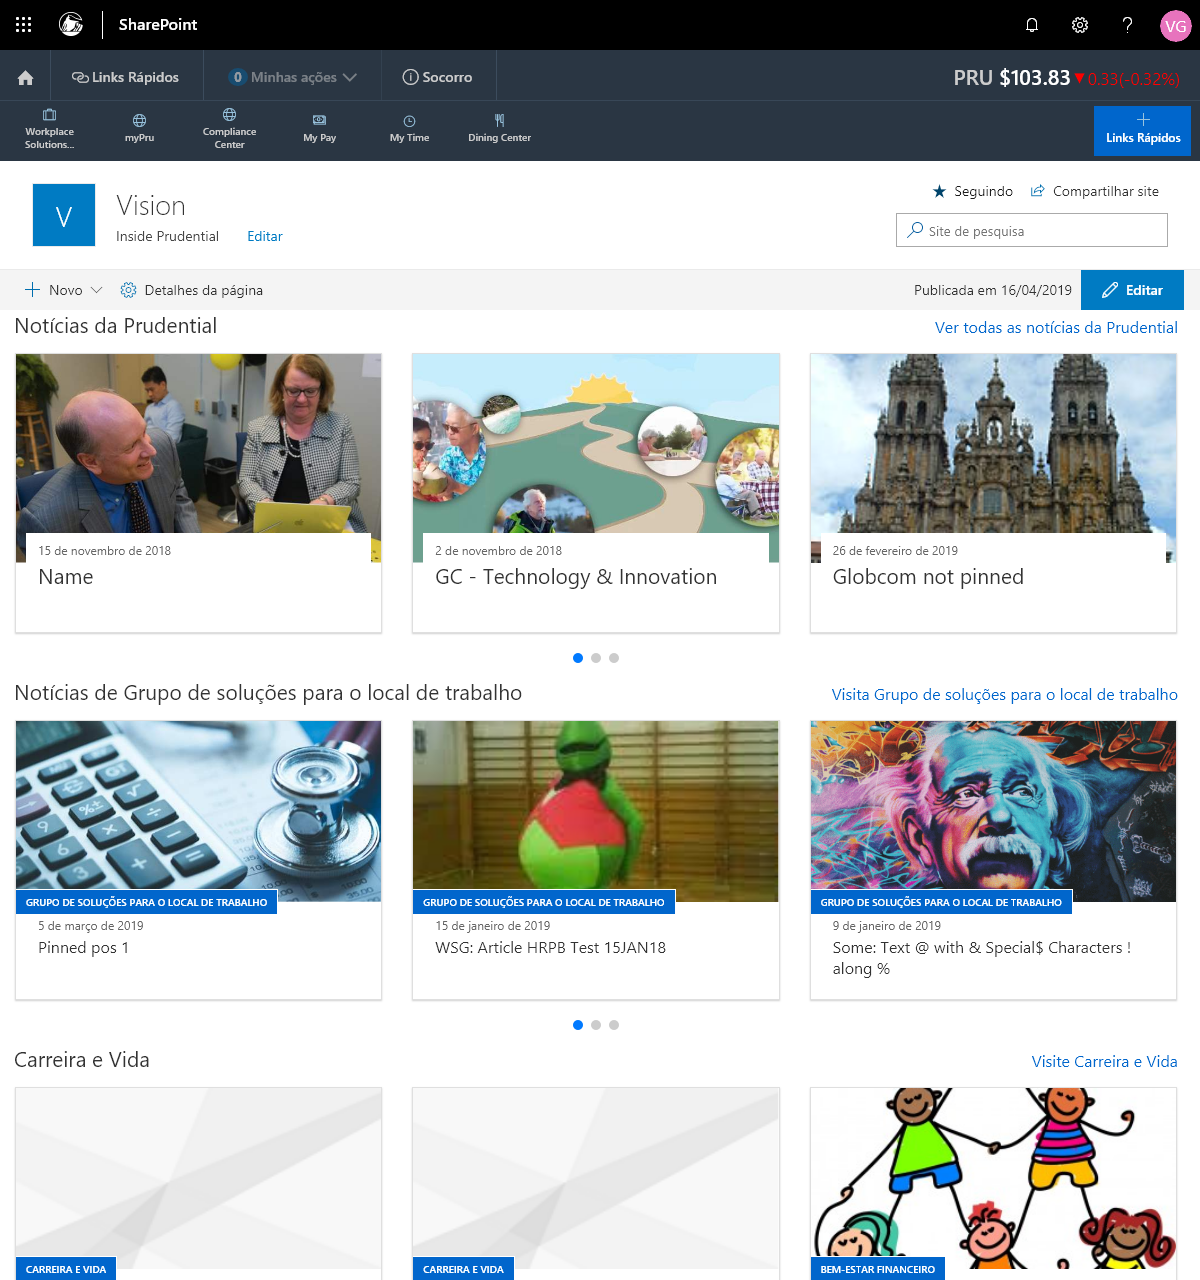 SharePoint
VG
Links Rápidos
0 Minhas ações
Socorro
PRU $103.83 ▼0.33(-0.32%)
Workplace
Solutions...
myPru
Compliance
Center
My Pay
My Time
Dining Center
Links Rápidos
V
Vision
Inside Prudential
Editar
Seguindo
Compartilhar site
Site de pesquisa
Novo
Detalhes da página
Publicada em 16/04/2019
Editar
Notícias da Prudential
Ver todas as notícias da Prudential
15 de novembro de 2018
Name
2 de novembro de 2018
GC - Technology & Innovation
26 de fevereiro de 2019
Globcom not pinned
Notícias de Grupo de soluções para o local de trabalho
Visita Grupo de soluções para o local de trabalho
GRUPO DE SOLUÇÕES PARA O LOCAL DE TRABALHO
5 de março de 2019
Pinned pos 1
GRUPO DE SOLUÇÕES PARA O LOCAL DE TRABALHO
15 de janeiro de 2019
WSG: Article HRPB Test 15JAN18
GRUPO DE SOLUÇÕES PARA O LOCAL DE TRABALHO
9 de janeiro de 2019
Some: Text @ with & Special$ Characters !
along %
Carreira e Vida
Visite Carreira e Vida
CARREIRA E VIDA
CARREIRA E VIDA
BEM-ESTAR FINANCEIRO